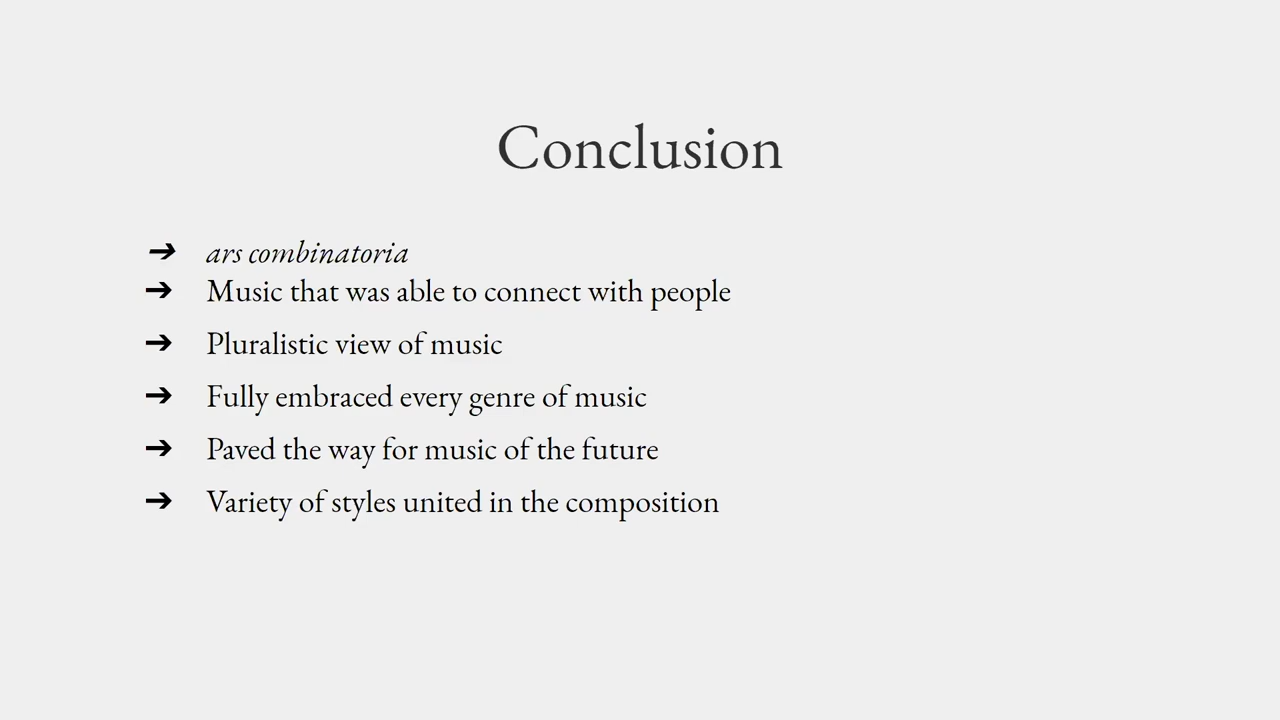 Conclusion
➔ ars combinatoria
➔ Music that was able to connect with people
➔ Pluralistic view of music
➔ Fully embraced every genre of music
➔ Paved the way for music of the future
➔ Variety of styles united in the composition